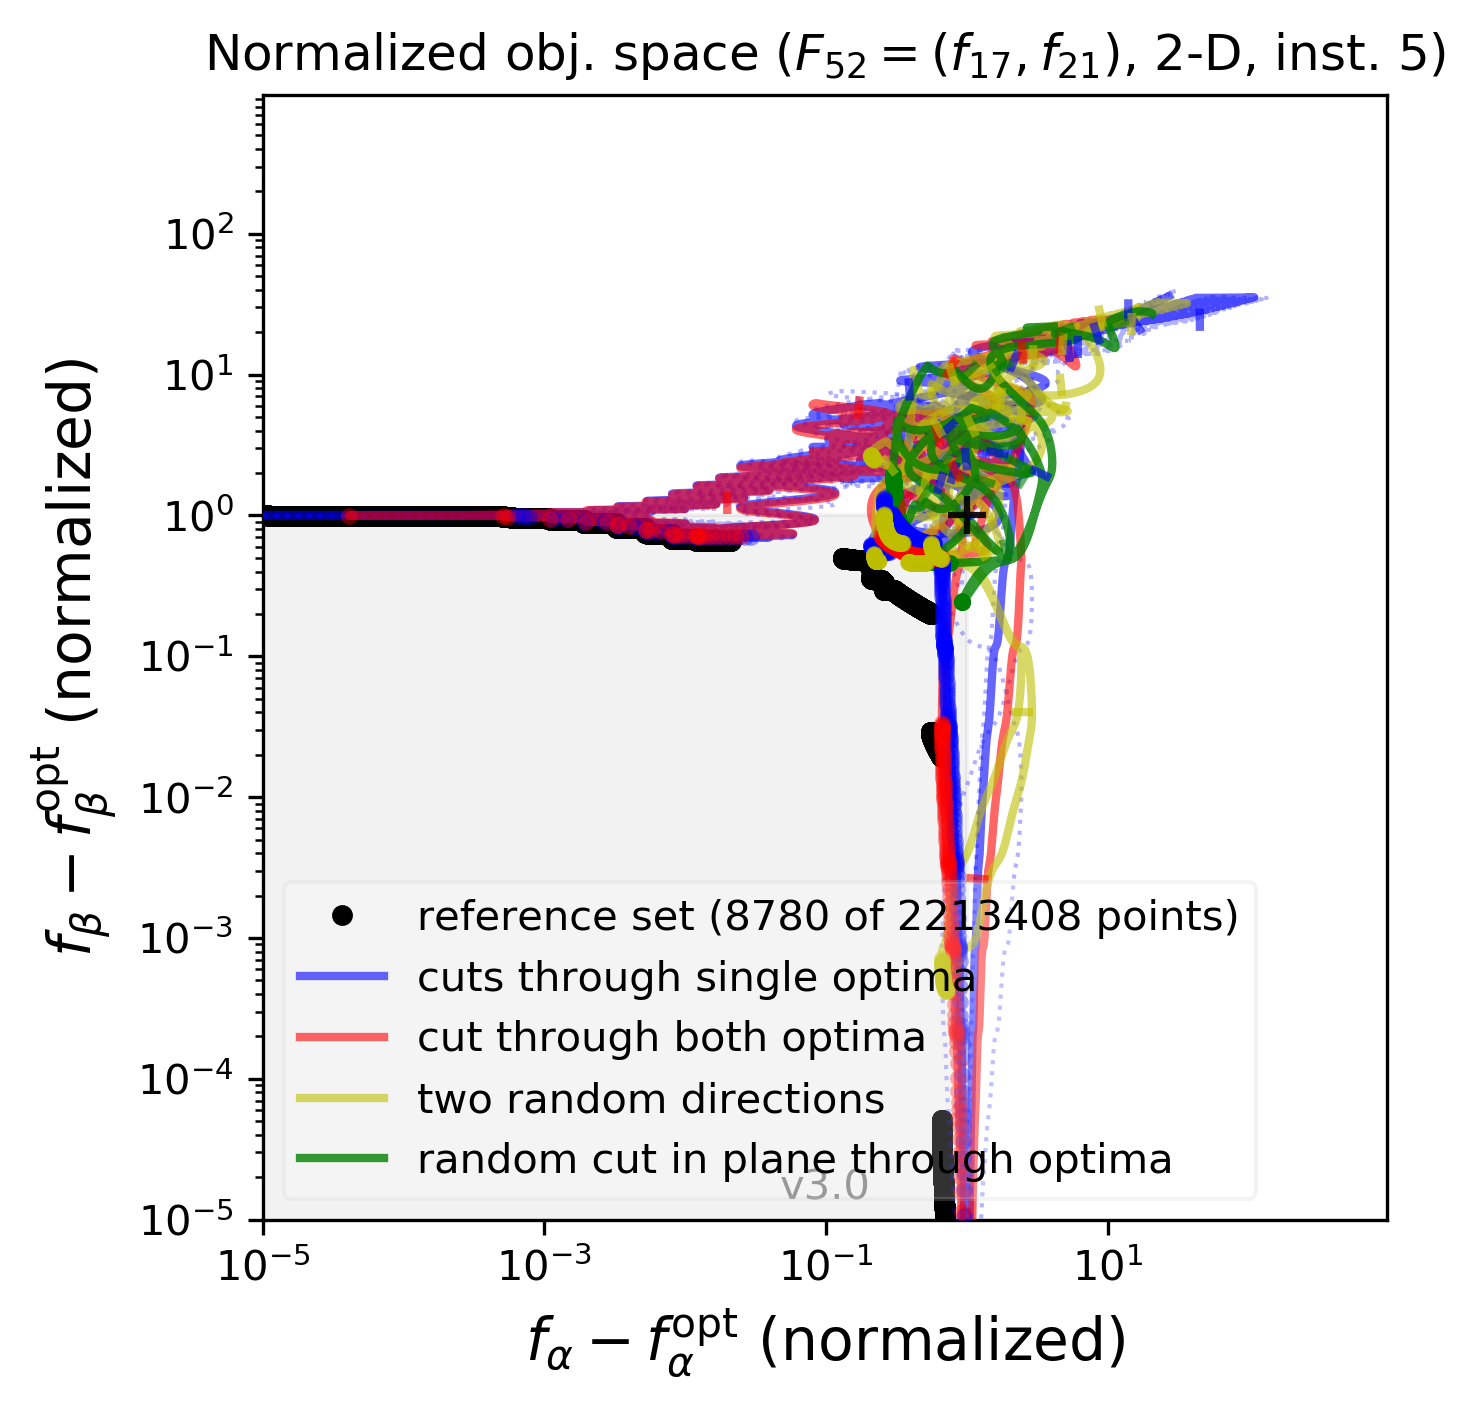 Normalized obj. space (F₅₂ = (f₁₇, f₂₁), 2-D, inst. 5)
f_β − f_β^opt (normalized)
10²
10¹
10⁰
10⁻¹
10⁻²
10⁻³
10⁻⁴
10⁻⁵
reference set (8780 of 2213408 points)
cuts through single optima
cut through both optima
two random directions
random cut in plane through optima
v3.0
10⁻⁵ 10⁻³ 10⁻¹ 10¹
f_α − f_α^opt (normalized)